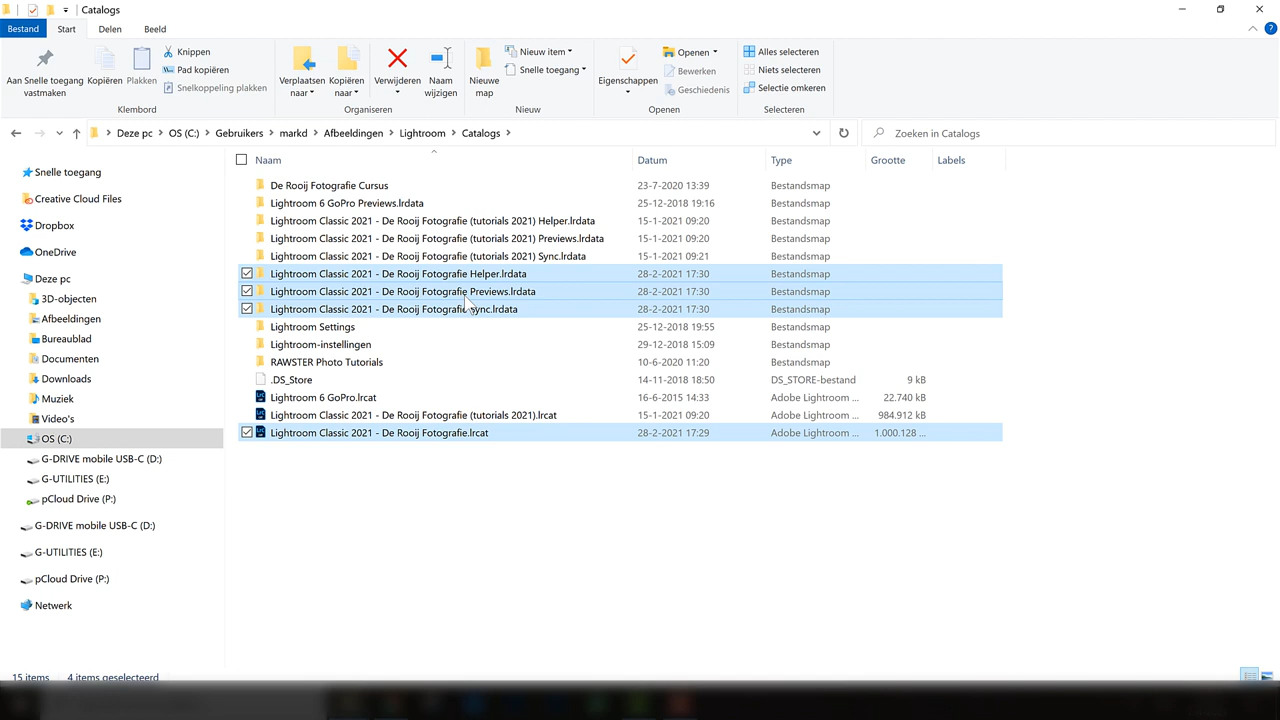 Catalogs
Bestand Start Delen Beeld
Aan Snelle toegang vastmaken
Kopiëren
Plakken
Knippen
Pad kopiëren
Snelkoppeling plakken
Klembord
Verplaatsen naar
Kopiëren naar
Verwijderen
Naam wijzigen
Organiseren
Nieuwe map
Nieuw item
Snelle toegang
Nieuw
Eigenschappen
Openen
Bewerken
Geschiedenis
Openen
Alles selecteren
Niets selecteren
Selectie omkeren
Selecteren
Deze pc > OS (C:) > Gebruikers > markd > Afbeeldingen > Lightroom > Catalogs >
Zoeken in Catalogs
Snelle toegang
Creative Cloud Files
Dropbox
OneDrive
Deze pc
3D-objecten
Afbeeldingen
Bureaublad
Documenten
Downloads
Muziek
Video's
OS (C:)
G-DRIVE mobile USB-C (D:)
G-UTILITIES (E:)
pCloud Drive (P:)
G-DRIVE mobile USB-C (D:)
G-UTILITIES (E:)
pCloud Drive (P:)
Netwerk
Naam Datum Type Grootte Labels
De Rooij Fotografie Cursus 23-7-2020 13:39 Bestandsmap
Lightroom 6 GoPro Previews.lrdata 25-12-2018 19:16 Bestandsmap
Lightroom Classic 2021 - De Rooij Fotografie (tutorials 2021) Helper.lrdata 15-1-2021 09:20 Bestandsmap
Lightroom Classic 2021 - De Rooij Fotografie (tutorials 2021) Previews.lrdata 15-1-2021 09:20 Bestandsmap
Lightroom Classic 2021 - De Rooij Fotografie (tutorials 2021) Sync.lrdata 15-1-2021 09:21 Bestandsmap
Lightroom Classic 2021 - De Rooij Fotografie Helper.lrdata 28-2-2021 17:30 Bestandsmap
Lightroom Classic 2021 - De Rooij Fotografie Previews.lrdata 28-2-2021 17:30 Bestandsmap
Lightroom Classic 2021 - De Rooij Fotografie Sync.lrdata 28-2-2021 17:30 Bestandsmap
Lightroom Settings 25-12-2018 19:55 Bestandsmap
Lightroom-instellingen 29-12-2018 15:09 Bestandsmap
RAWSTER Photo Tutorials 10-6-2020 11:20 Bestandsmap
.DS_Store 14-11-2018 18:50 DS_STORE-bestand 9 kB
Lightroom 6 GoPro.lrcat 16-6-2015 14:33 Adobe Lightroom ... 22.740 kB
Lightroom Classic 2021 - De Rooij Fotografie (tutorials 2021).lrcat 15-1-2021 09:20 Adobe Lightroom ... 984.912 kB
Lightroom Classic 2021 - De Rooij Fotografie.lrcat 28-2-2021 17:29 Adobe Lightroom ... 1.000.128 ...
15 items 4 items geselecteerd